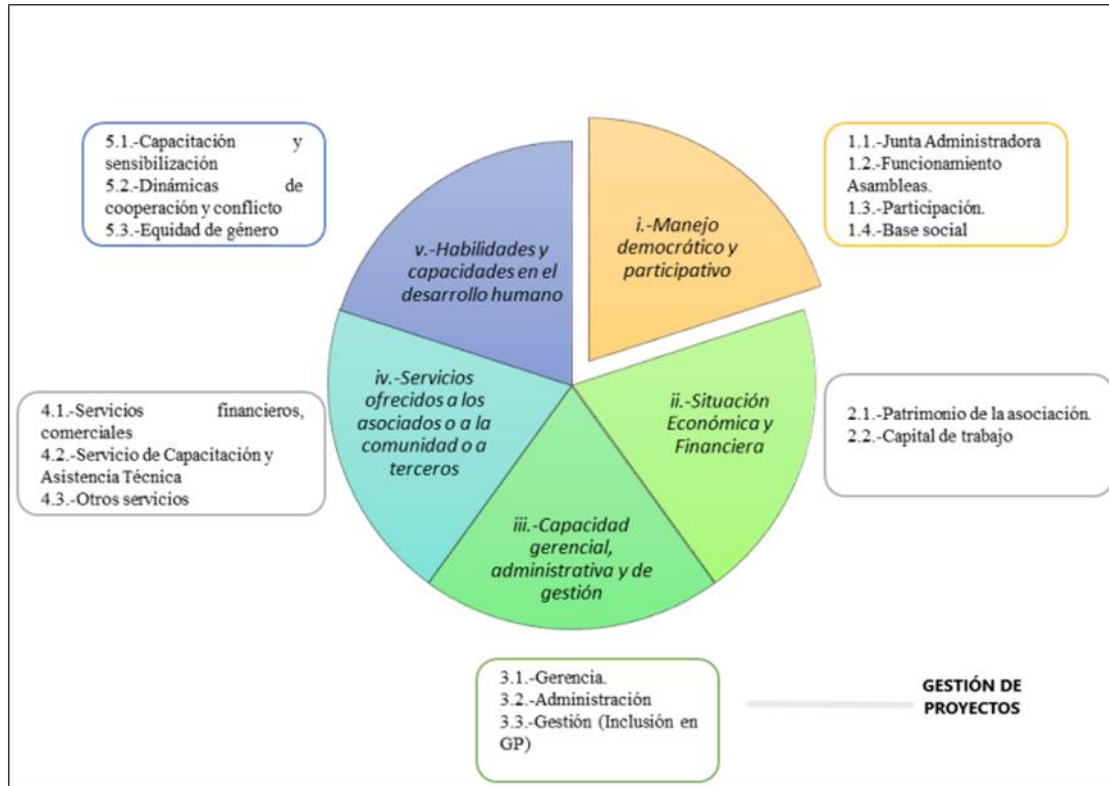 5.1.-Capacitación y
sensibilización
5.2.-Dinámicas de
cooperación y conflicto
5.3.-Equidad de género
1.1.-Junta Administradora
1.2.-Funcionamiento
Asambleas.
1.3.-Participación.
1.4.-Base social
v.-Habilidades y
capacidades en el
desarrollo humano
i.-Manejo
democrático y
participativo
4.1.-Servicios financieros,
comerciales
4.2.-Servicio de Capacitación y
Asistencia Técnica
4.3.-Otros servicios
iv.-Servicios
ofrecidos a los
asociados o a la
comunidad o a
terceros
ii.-Situación
Económica y
Financiera
2.1.-Patrimonio de la asociación.
2.2.-Capital de trabajo
iii.-Capacidad
gerencial,
administrativa y de
gestión
3.1.-Gerencia.
3.2.-Administración
3.3.-Gestión (Inclusión en
GP)
GESTIÓN DE
PROYECTOS